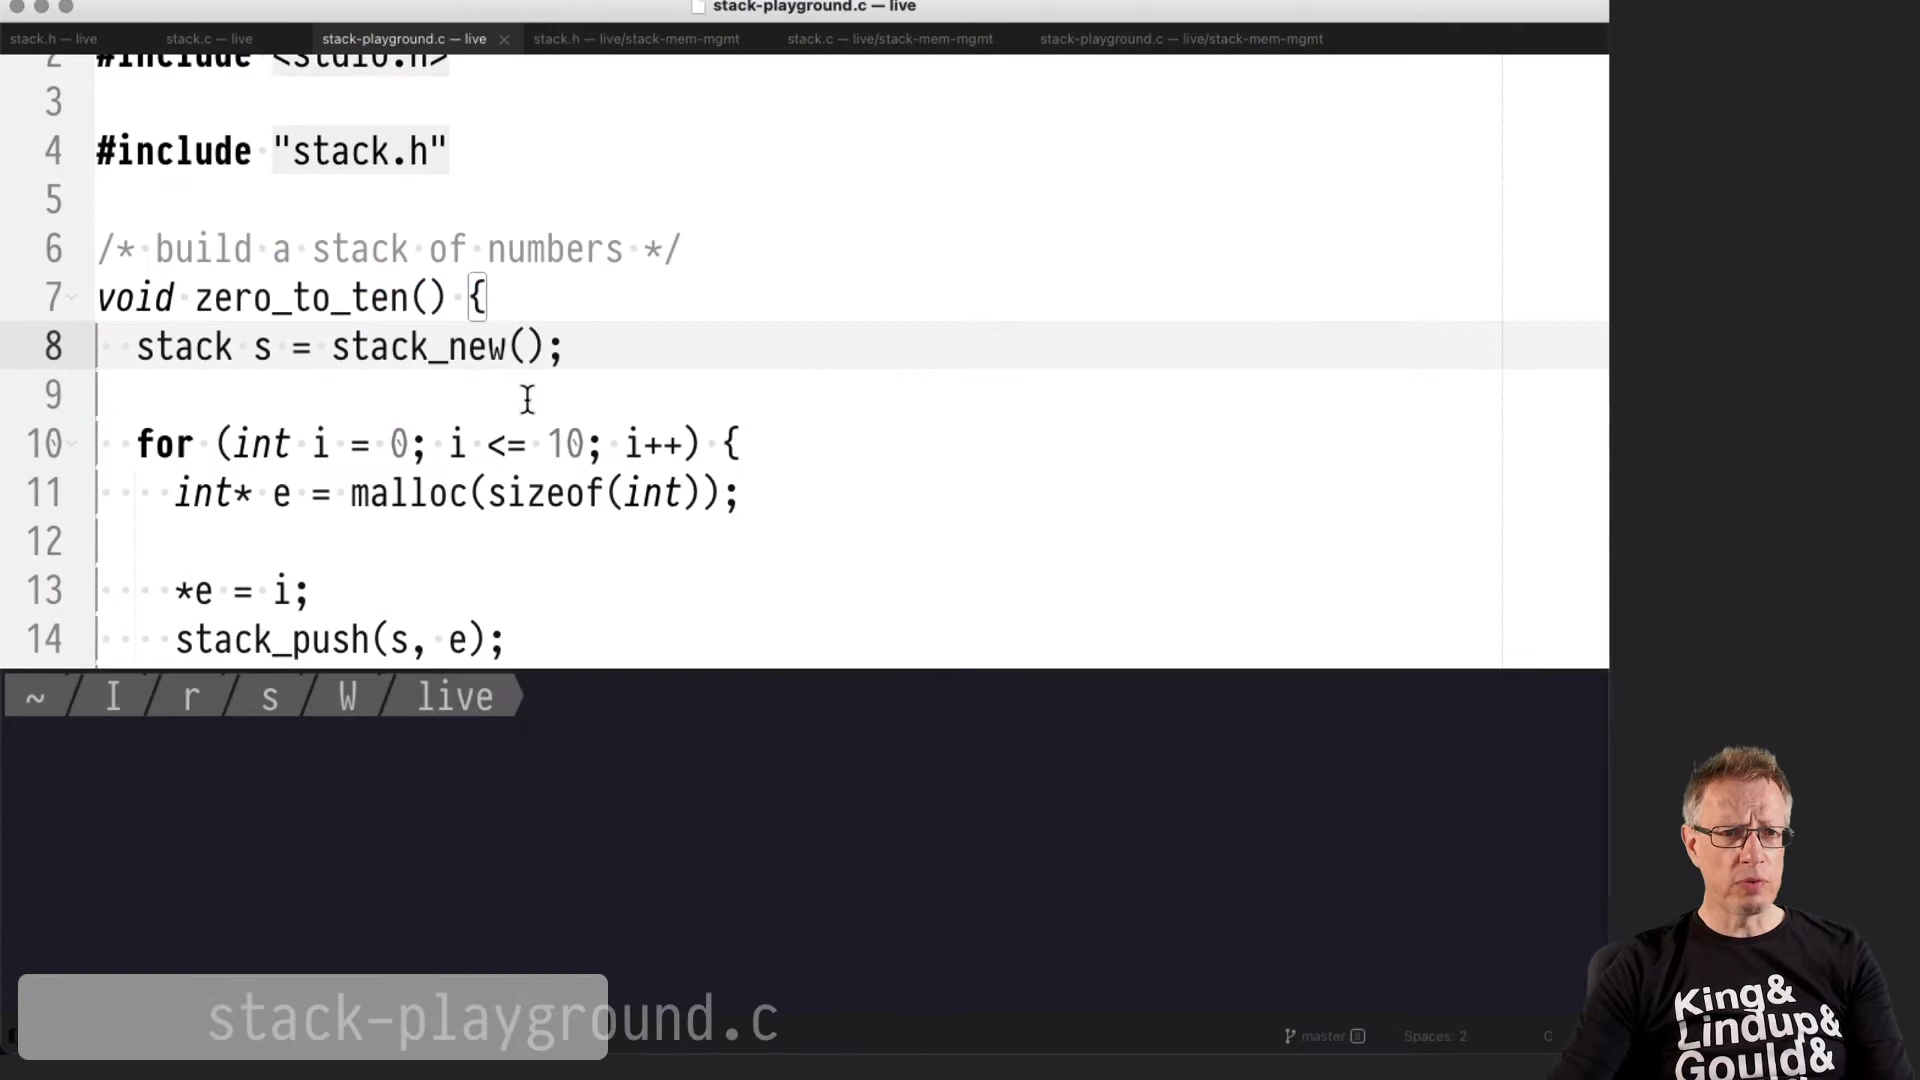 stack-playground.c — live
stack.h — live
stack.c — live
stack-playground.c — live
stack.h — live/stack-mem-mgmt
stack.c — live/stack-mem-mgmt
stack-playground.c — live/stack-mem-mgmt
2 #include <stdio.h>
3
4 #include "stack.h"
5
6 /* build a stack of numbers */
7 void zero_to_ten() {
8 stack s = stack_new();
9
10 for (int i = 0; i <= 10; i++) {
11 int* e = malloc(sizeof(int));
12
13 *e = i;
14 stack_push(s, e);
~ / I / r / s / W / live
stack-playground.c
master
Spaces: 2
C
King&
Lindup&
Gould&